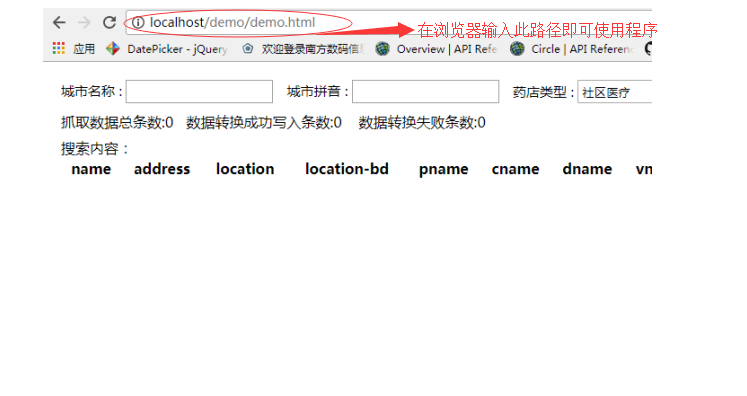 localhost/demo/demo.html
在浏览器输入此路径即可使用程序
应用 DatePicker - jQuery 欢迎登录南方数码信 Overview | API Refe Circle | API Referen
城市名称： 城市拼音： 药店类型： 社区医疗
抓取数据总条数:0 数据转换成功写入条数:0 数据转换失败条数:0
搜索内容：
name address location location-bd pname cname dname